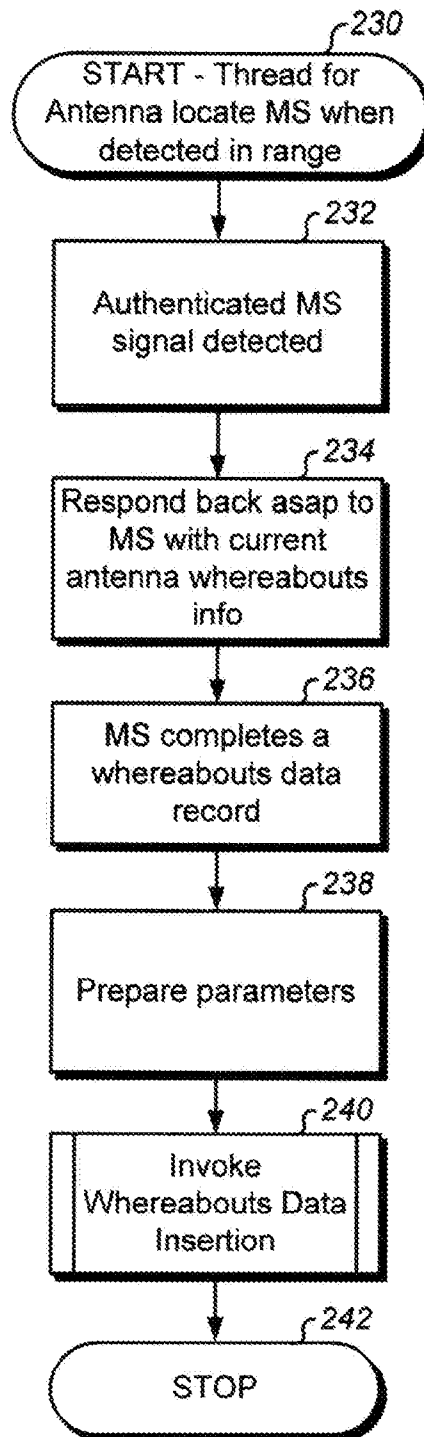 230
START - Thread for
Antenna locate MS when
detected in range
232
Authenticated MS
signal detected
234
Respond back asap to
MS with current
antenna whereabouts
info
236
MS completes a
whereabouts data
record
238
Prepare parameters
240
Invoke
Whereabouts Data
Insertion
242
STOP